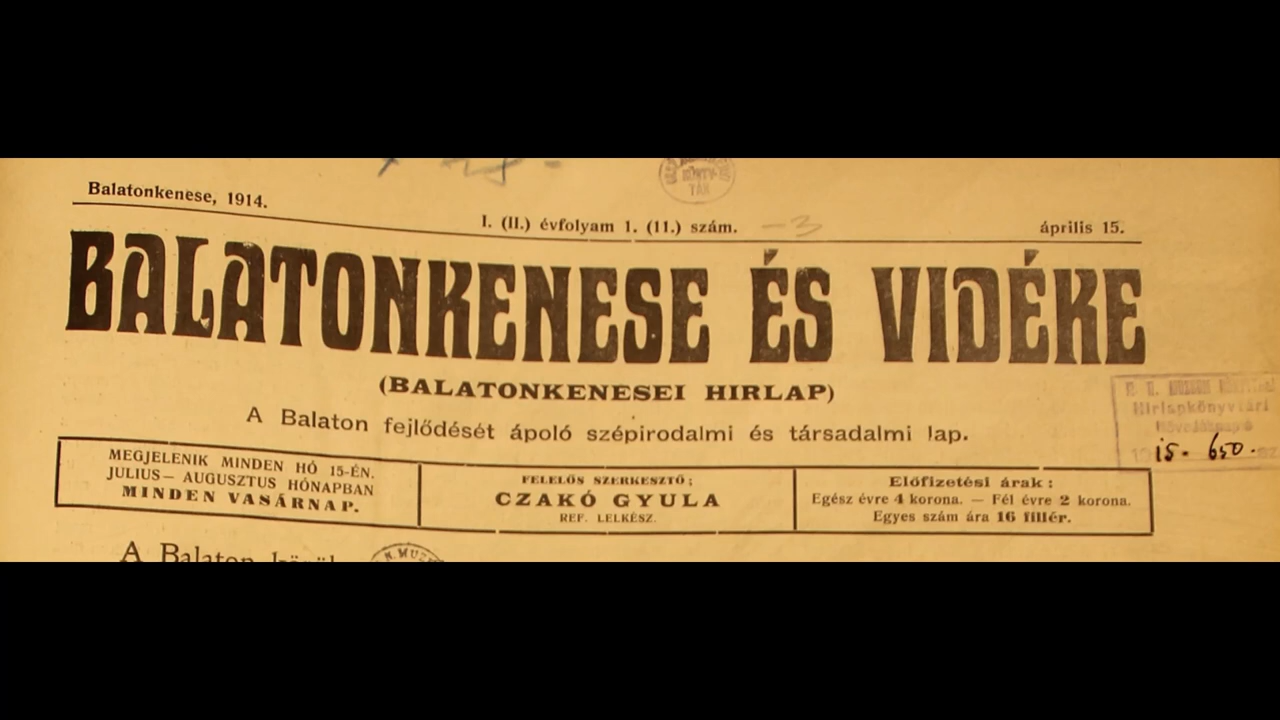 Balatonkenese, 1914.
I. (II.) évfolyam 1. (11.) szám.
április 15.
BALATONKENESE ÉS VIDÉKE
(BALATONKENESEI HIRLAP)
A Balaton fejlődését ápoló szépirodalmi és társadalmi lap.
MEGJELENIK MINDEN HÓ 15-ÉN.
JULIUS— AUGUSZTUS HÓNAPBAN
MINDEN VASÁRNAP.
FELELŐS SZERKESZTŐ;
CZAKÓ GYULA
REF. LELKÉSZ.
Előfizetési árak:
Egész évre 4 korona. — Fél évre 2 korona.
Egyes szám ára 16 fillér.
Hirlapkönyvtári
15. 650.
A Balaton
N. MUZ